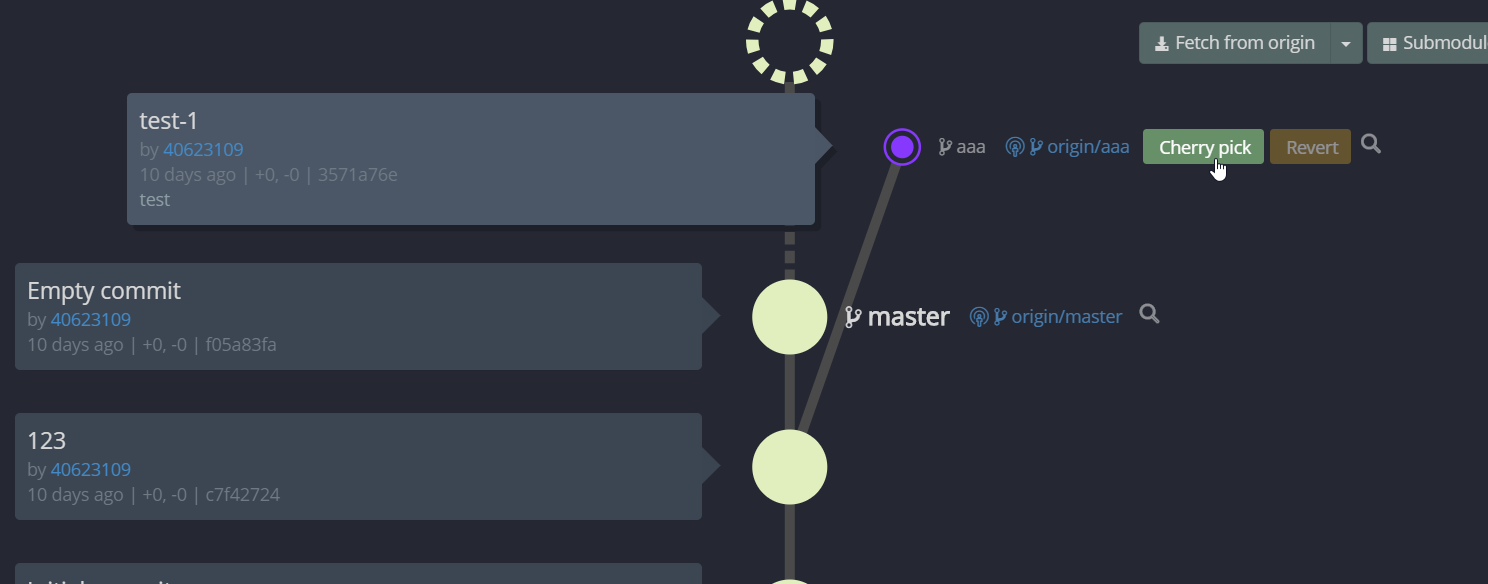 Fetch from origin
test-1
by 40623109
10 days ago | +0, -0 | 3571a76e
test
aaa origin/aaa Cherry pick Revert
Empty commit
by 40623109
10 days ago | +0, -0 | f05a83fa
master origin/master
123
by 40623109
10 days ago | +0, -0 | c7f42724